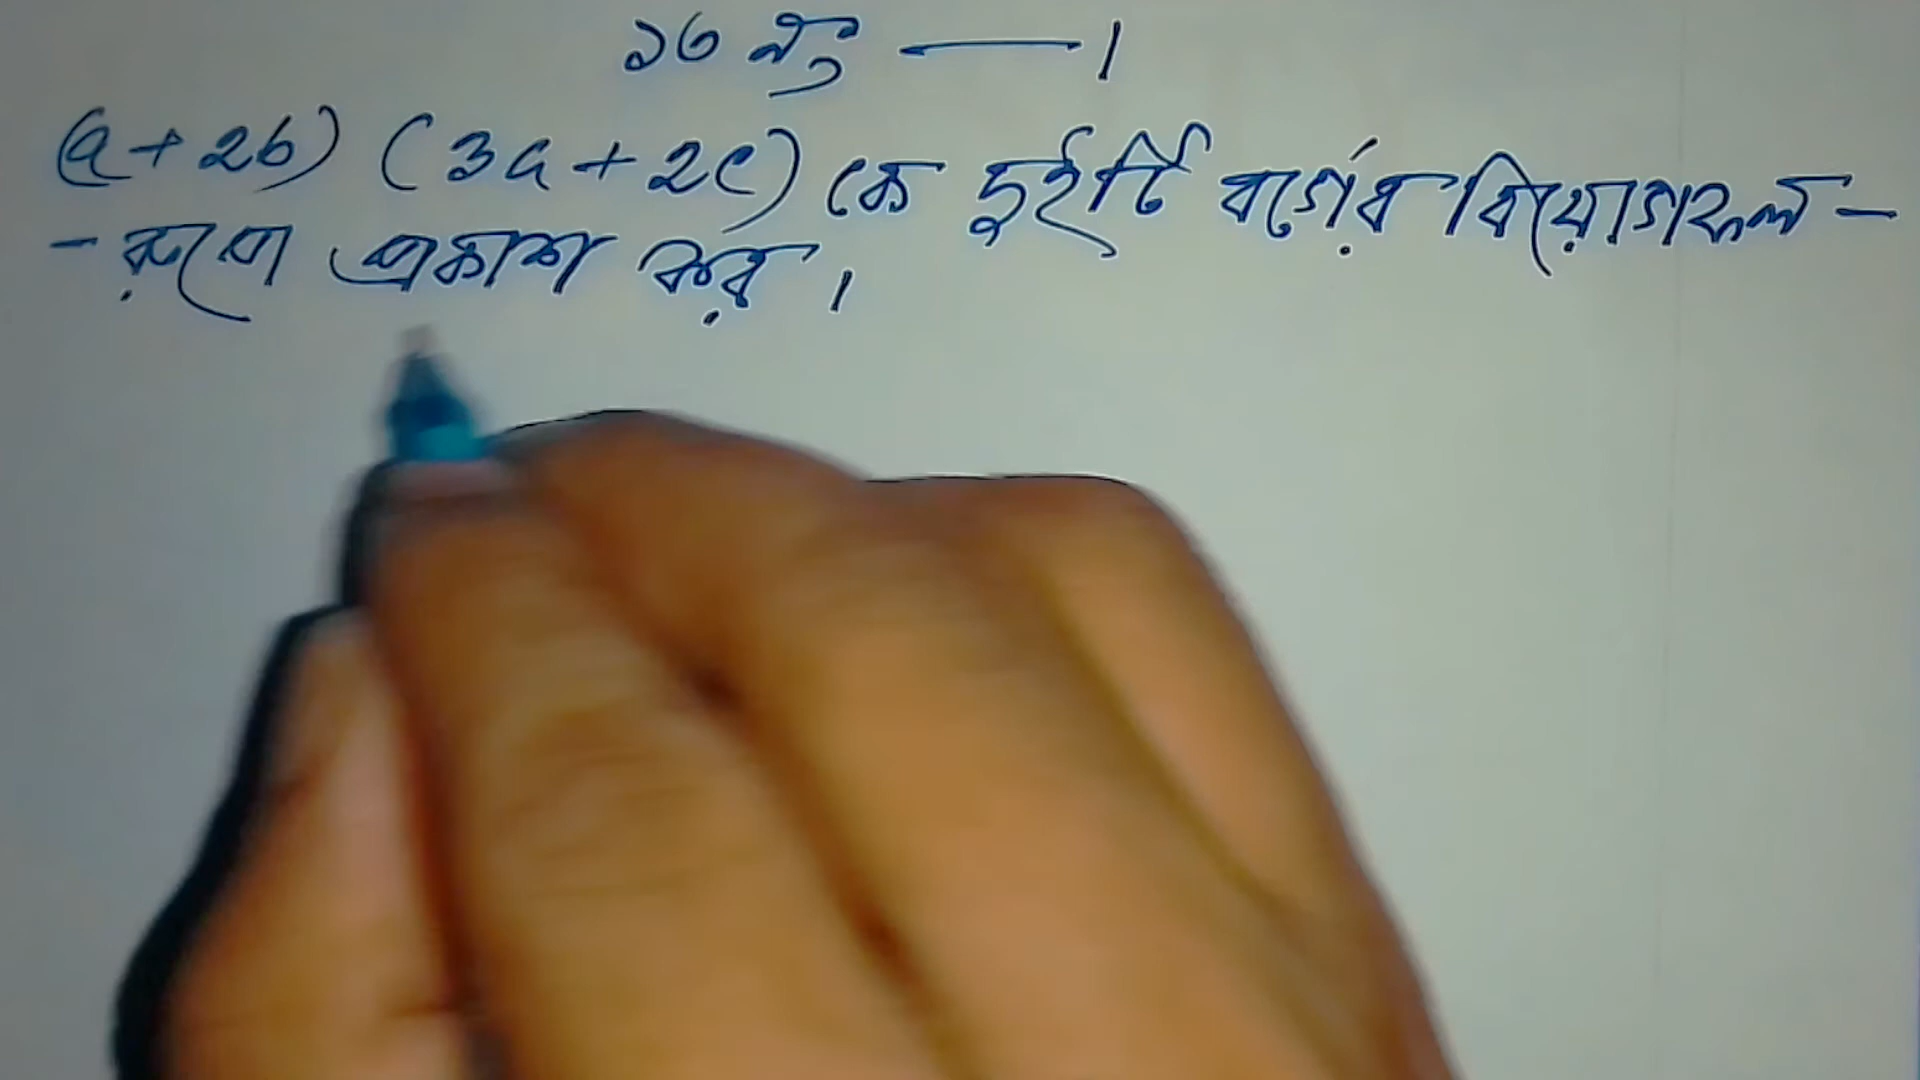 ১৩ নং — ।
(a+2b) (3a+2c) কে দুইটি বর্গের বিয়োগফল -
- রূপে প্রকাশ কর ।